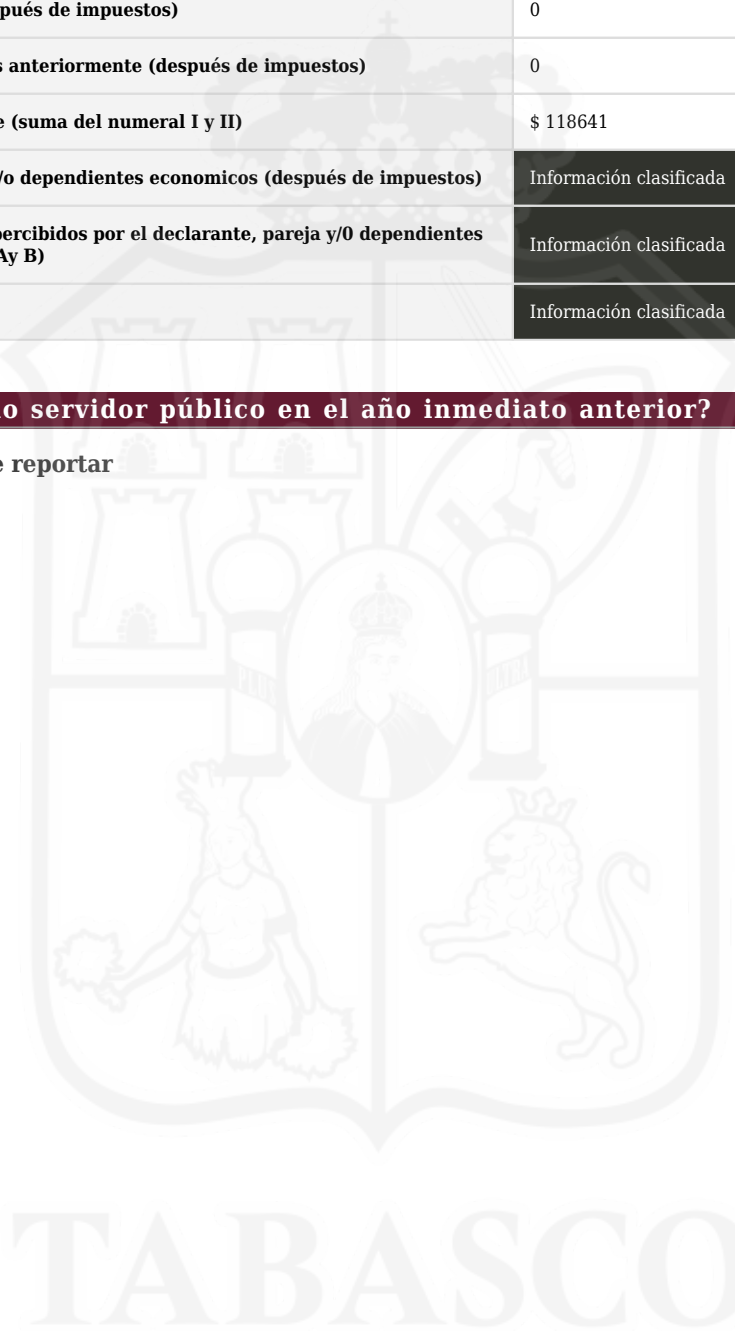 pués de impuestos)
0
s anteriormente (después de impuestos)
0
e (suma del numeral I y II)
$ 118641
/o dependientes economicos (después de impuestos)
Información clasificada
percibidos por el declarante, pareja y/0 dependientes
Ay B)
Información clasificada
Información clasificada
o servidor público en el año inmediato anterior?
e reportar
PLUS
ULTRA
TABASCO